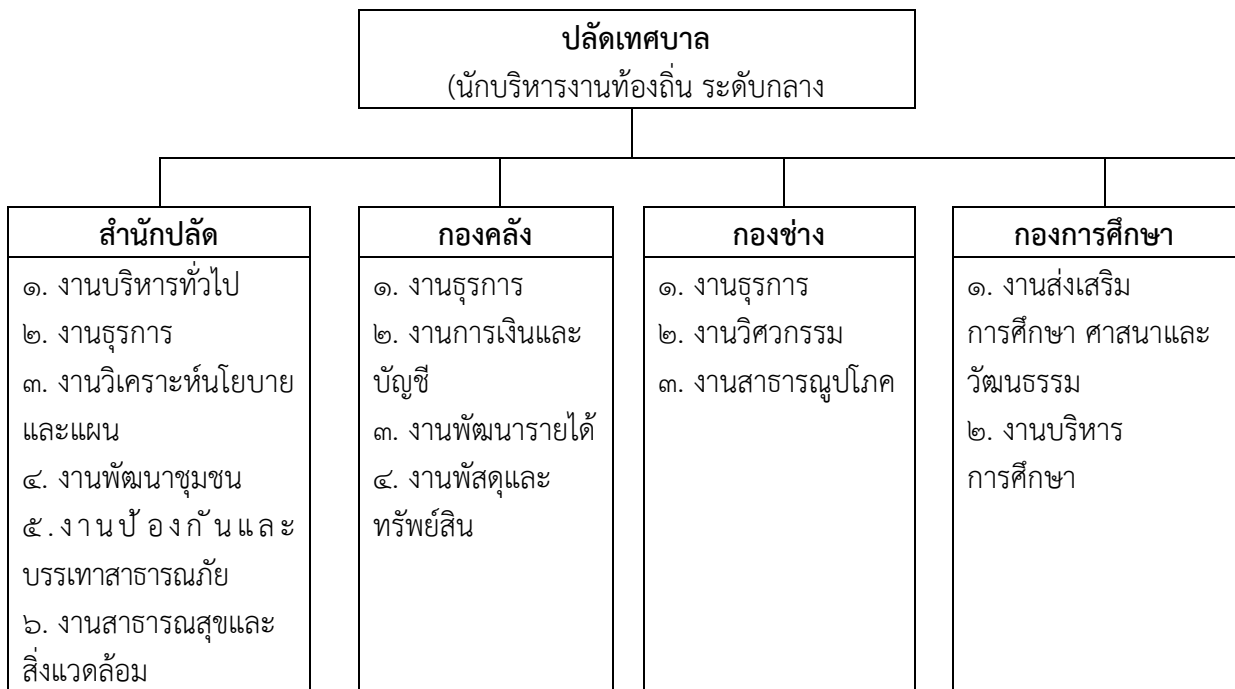 ปลัดเทศบาล
(นักบริหารงานท้องถิ่น ระดับกลาง
สำนักปลัด
๑. งานบริหารทั่วไป
๒. งานธุรการ
๓. งานวิเคราะห์นโยบาย
และแผน
๔. งานพัฒนาชุมชน
๕.งานป้องกันและ
บรรเทาสาธารณภัย
๖. งานสาธารณสุขและ
สิ่งแวดล้อม
กองคลัง
๑. งานธุรการ
๒. งานการเงินและ
บัญชี
๓. งานพัฒนารายได้
๔. งานพัสดุและ
ทรัพย์สิน
กองช่าง
๑. งานธุรการ
๒. งานวิศวกรรม
๓. งานสาธารณูปโภค
กองการศึกษา
๑. งานส่งเสริม
การศึกษา ศาสนาและ
วัฒนธรรม
๒. งานบริหาร
การศึกษา